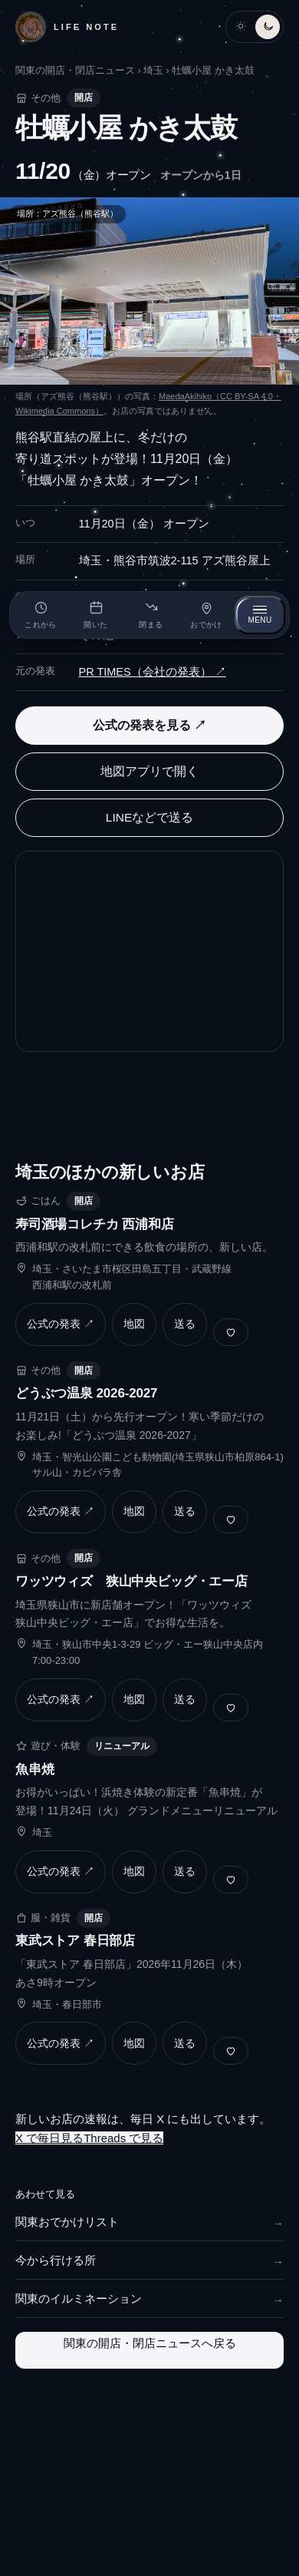 LIFE NOTE
関東の開店・閉店ニュース › 埼玉 › 牡蠣小屋 かき太鼓
その他 開店
牡蠣小屋 かき太鼓
11/20（金）オープン オープンから1日
場所：アズ熊谷（熊谷駅）
場所（アズ熊谷（熊谷駅））の写真：MaedaAkihiko（CC BY-SA 4.0・
Wikimedia Commons）。お店の写真ではありません。
熊谷駅直結の屋上に、冬だけの
寄り道スポットが登場！11月20日（金）
「牡蠣小屋 かき太鼓」オープン！
いつ 11月20日（金） オープン
場所 埼玉・熊谷市筑波2-115 アズ熊谷屋上
これから 開いた 閉まる おでかけ MENU
元の発表 PR TIMES（会社の発表） ↗
公式の発表を見る ↗
地図アプリで開く
LINEなどで送る
埼玉のほかの新しいお店
ごはん 開店
寿司酒場コレチカ 西浦和店
西浦和駅の改札前にできる飲食の場所の、新しい店。
埼玉・さいたま市桜区田島五丁目・武蔵野線
西浦和駅の改札前
公式の発表 ↗ 地図 送る
その他 開店
どうぶつ温泉 2026-2027
11月21日（土）から先行オープン！寒い季節だけの
お楽しみ!「どうぶつ温泉 2026-2027」
埼玉・智光山公園こども動物園(埼玉県狭山市柏原864-1)
サル山・カピバラ舎
公式の発表 ↗ 地図 送る
その他 開店
ワッツウィズ　狭山中央ビッグ・エー店
埼玉県狭山市に新店舗オープン！「ワッツウィズ
狭山中央ビッグ・エー店」でお得な生活を。
埼玉・狭山市中央1-3-29 ビッグ・エー狭山中央店内
7:00-23:00
公式の発表 ↗ 地図 送る
遊び・体験 リニューアル
魚串焼
お得がいっぱい！浜焼き体験の新定番「魚串焼」が
登場！11月24日（火） グランドメニューリニューアル
埼玉
公式の発表 ↗ 地図 送る
服・雑貨 開店
東武ストア 春日部店
「東武ストア 春日部店」2026年11月26日（木）
あさ9時オープン
埼玉・春日部市
公式の発表 ↗ 地図 送る
新しいお店の速報は、毎日 X にも出しています。
X で毎日見るThreads で見る
あわせて見る
関東おでかけリスト →
今から行ける所 →
関東のイルミネーション →
関東の開店・閉店ニュースへ戻る